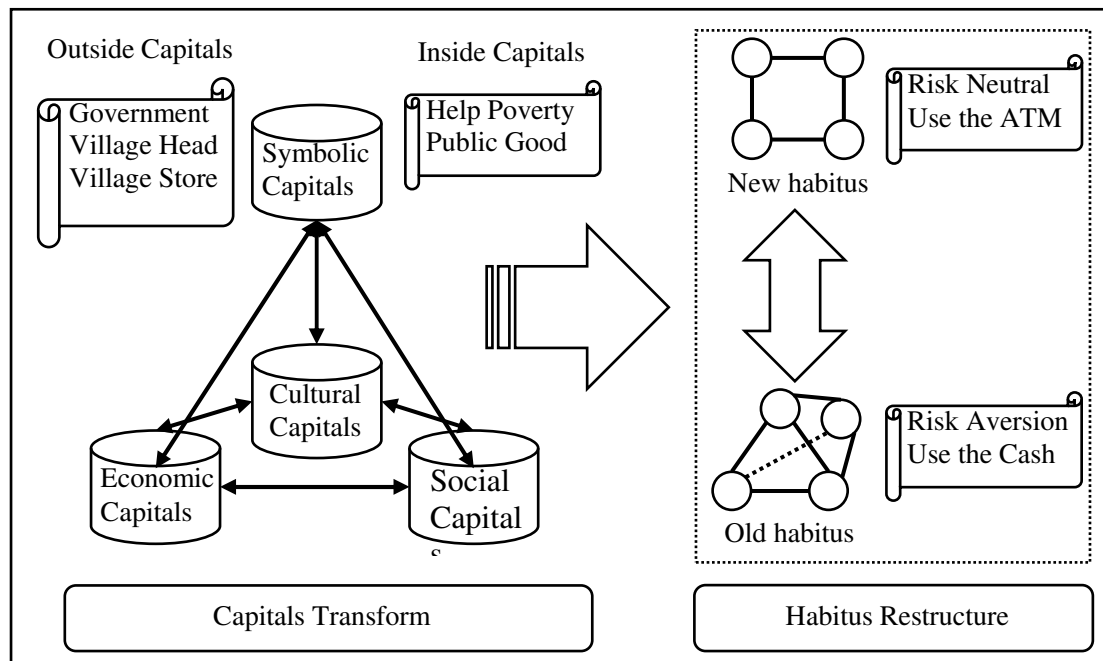 Outside Capitals
Government
Village Head
Village Store
Inside Capitals
Help Poverty
Public Good
Symbolic
Capitals
Cultural
Capitals
Economic
Capitals
Social
Capital
s
Capitals Transform
Risk Neutral
Use the ATM
New habitus
Risk Aversion
Use the Cash
Old habitus
Habitus Restructure